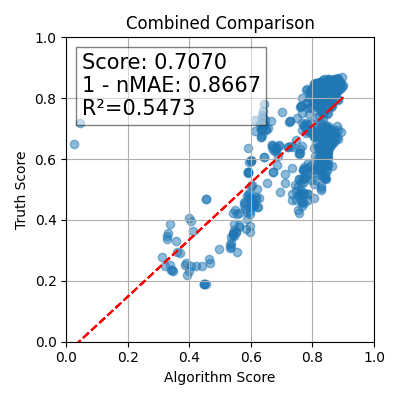 Combined Comparison
Score: 0.7070
1 - nMAE: 0.8667
R²=0.5473
Truth Score
1.0
0.8
0.6
0.4
0.2
0.0
0.0 0.2 0.4 0.6 0.8 1.0
Algorithm Score